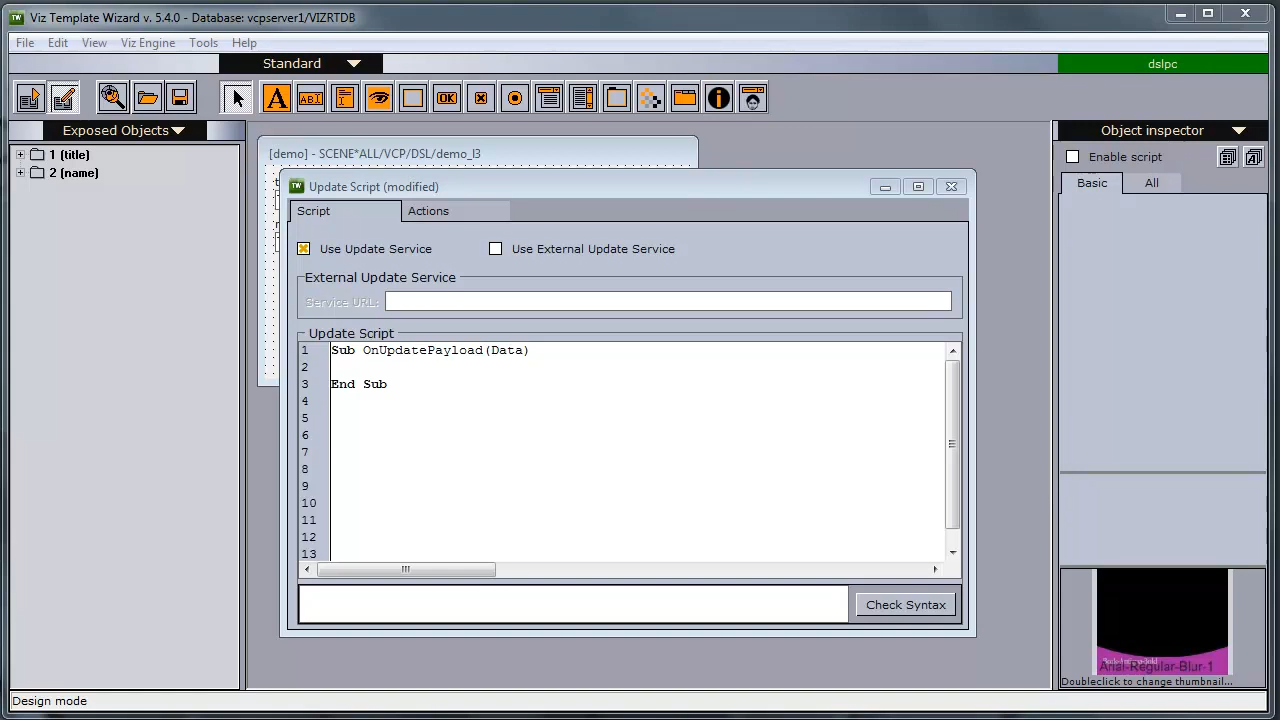 Viz Template Wizard v. 5.4.0 - Database: vcpserver1/VIZRTDB
File Edit View Viz Engine Tools Help
Standard
dslpc
A ABI OK
Exposed Objects
Object inspector
1 (title)
2 (name)
[demo] - SCENE*ALL/VCP/DSL/demo_l3
Enable script
Basic All
Update Script (modified)
Script Actions
Use Update Service Use External Update Service
External Update Service
Service URL:
Update Script
1 Sub OnUpdatePayload(Data)
2
3 End Sub
4
5
6
7
8
9
10
11
12
13
Check Syntax
Arial-Regular-Blur-1
Doubleclick to change thumbnail...
Design mode